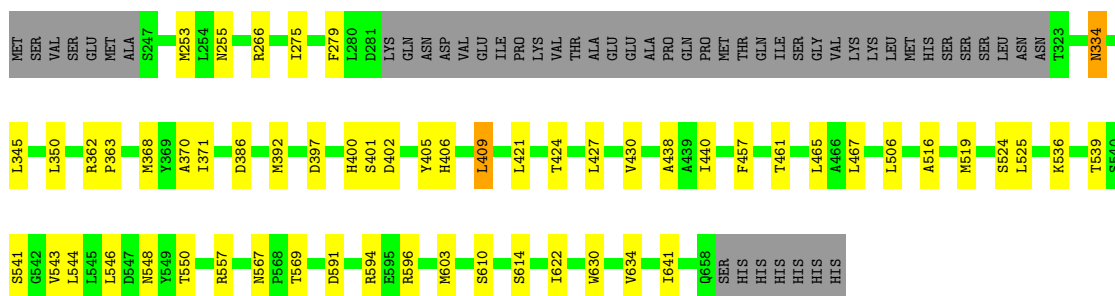 MET SER VAL SER GLU MET ALA S247 M253 L254 N255 R266 I275 F279 L280 D281 LYS GLN ASN ASP VAL GLU ILE PRO LYS VAL THR ALA GLU GLU ALA PRO GLN PRO MET THR GLN ILE SER GLY VAL LYS LYS LEU MET HIS SER SER SER LEU ASN ASN T323 N334
L345 L350 R362 P363 M368 Y369 A370 I371 D386 M392 D397 H400 S401 D402 Y405 H406 L409 L421 T424 L427 V430 A438 A439 I440 F457 T461 L465 A466 L467 L506 A516 M519 S524 L525 K536 T539 S540
S541 G542 V543 L544 L545 L546 D547 N548 Y549 T550 R557 N567 P568 T569 D591 R594 E595 R596 M603 S610 S614 I622 W630 V634 I641 Q658 SER HIS HIS HIS HIS HIS HIS